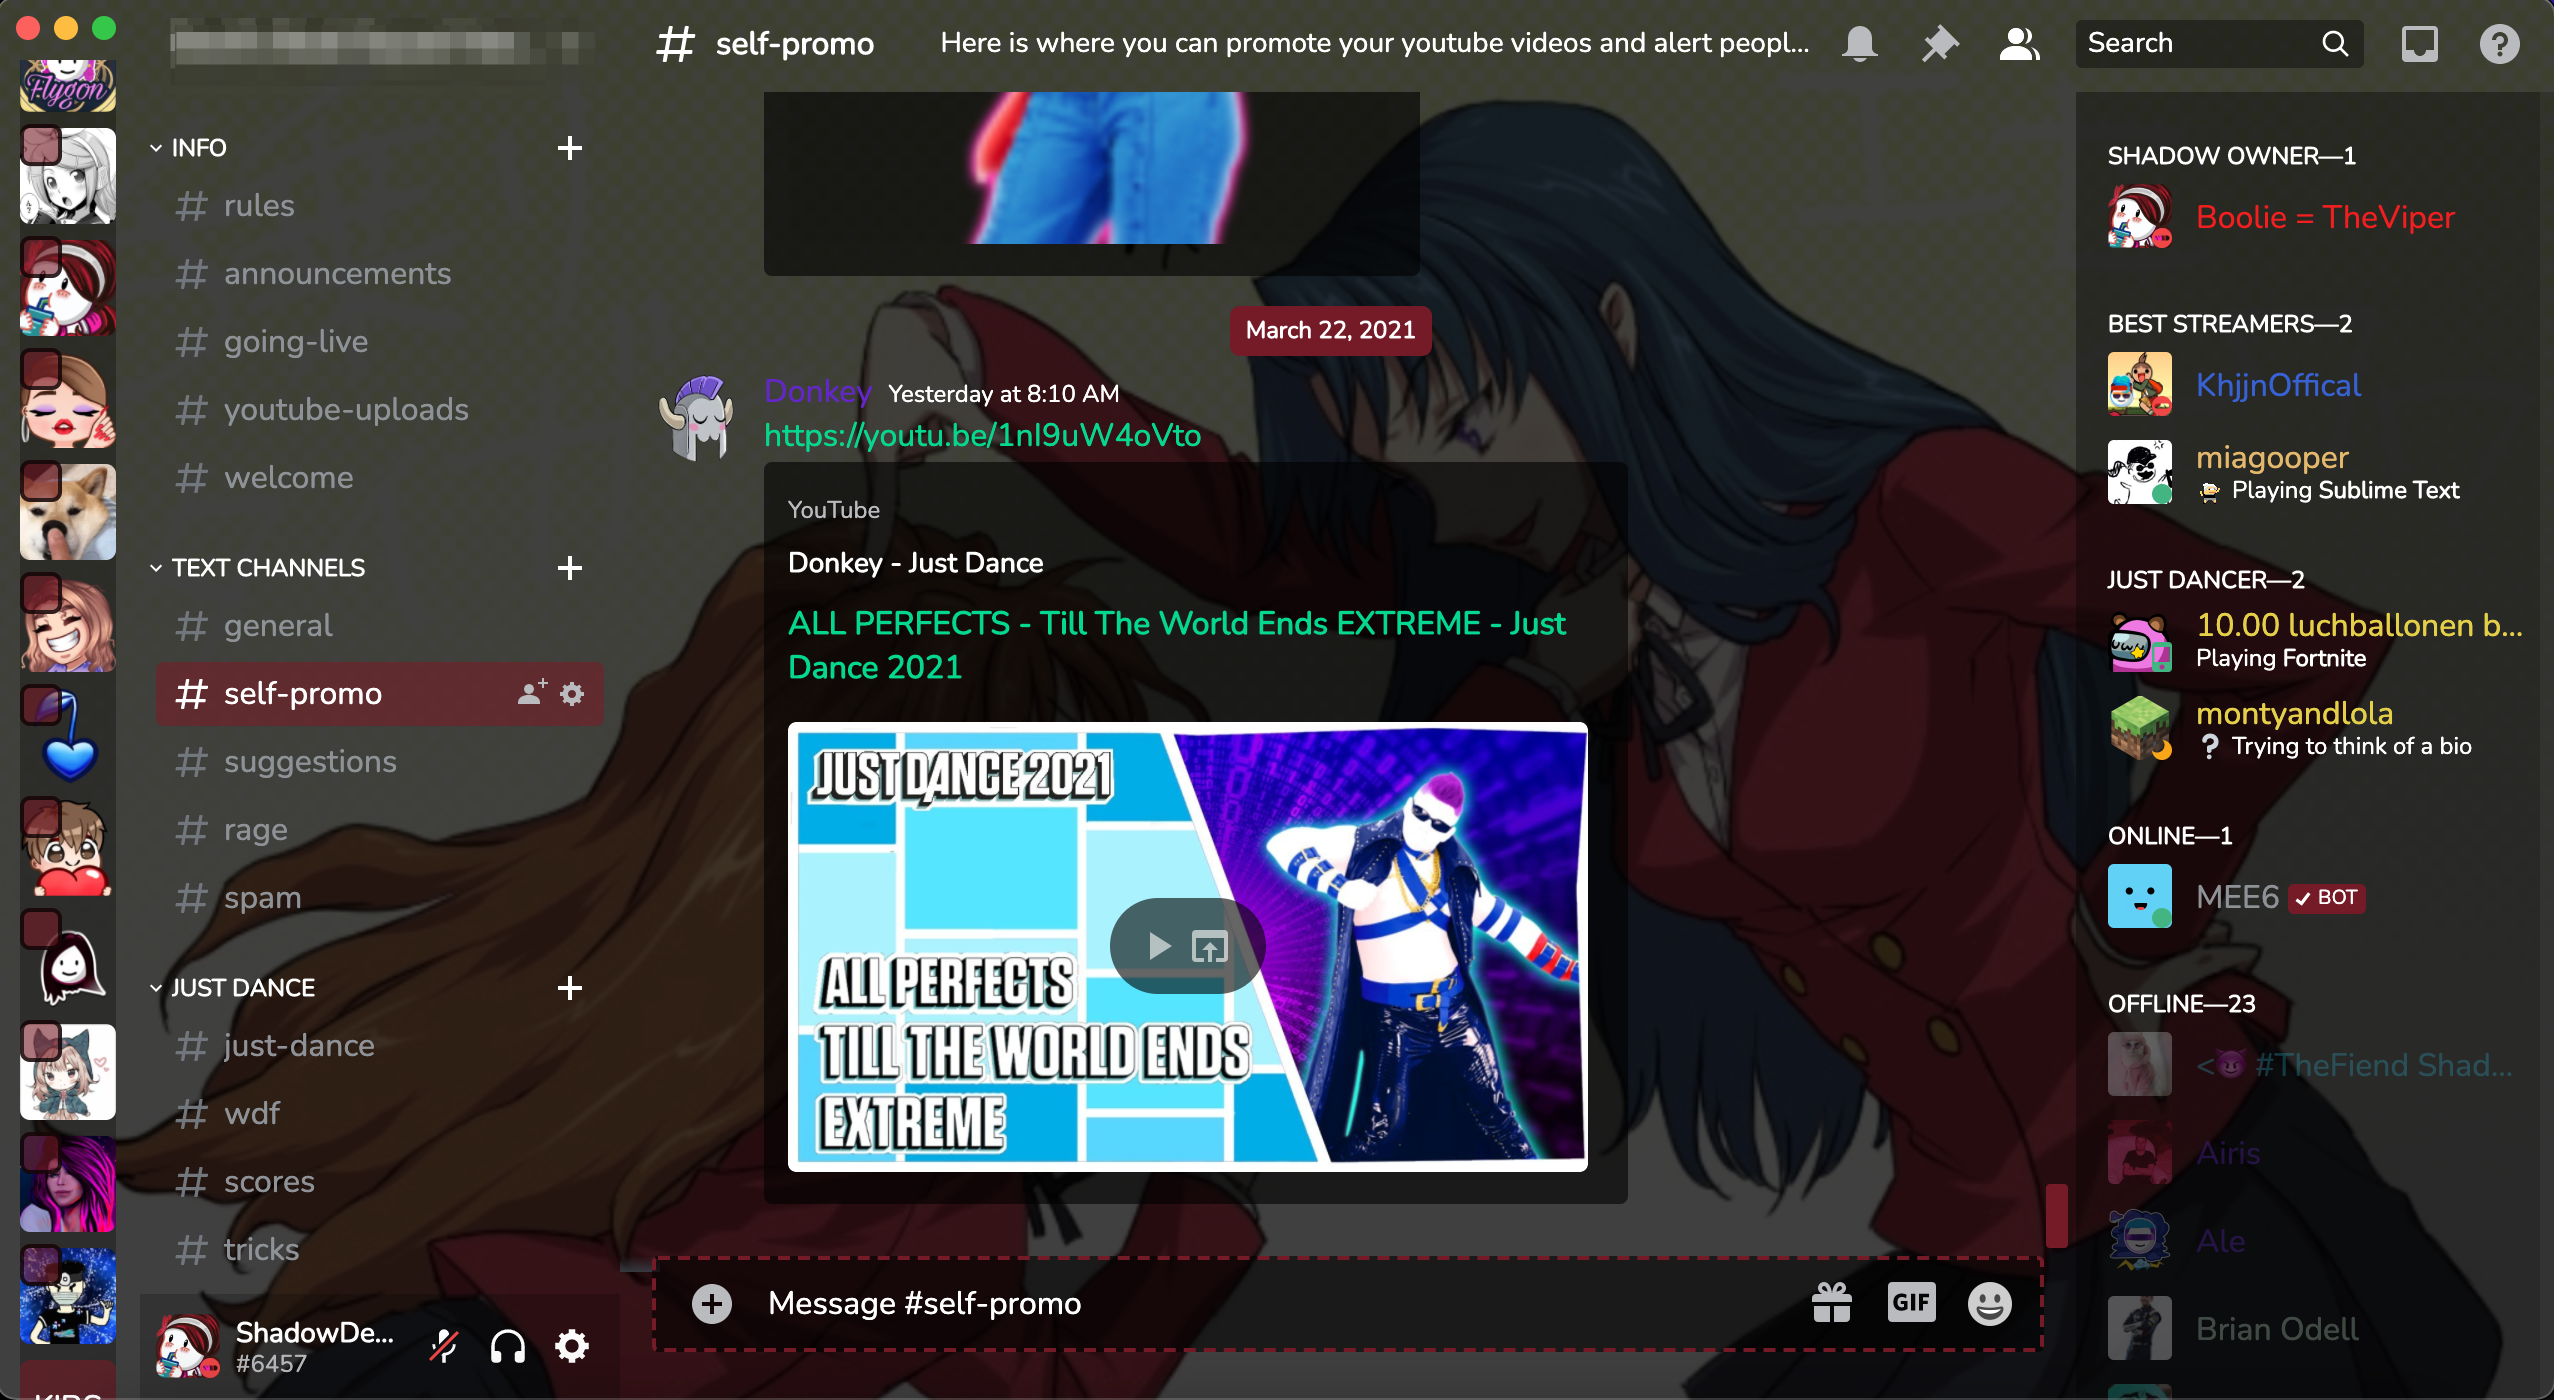 Flygon
INFO
rules
announcements
going-live
youtube-uploads
welcome
TEXT CHANNELS
general
self-promo
suggestions
rage
spam
JUST DANCE
just-dance
wdf
scores
tricks
ShadowDe...
#6457
self-promo
Here is where you can promote your youtube videos and alert peopl...
Search
March 22, 2021
Donkey Yesterday at 8:10 AM
https://youtu.be/1nI9uW4oVto
YouTube
Donkey - Just Dance
ALL PERFECTS - Till The World Ends EXTREME - Just
Dance 2021
JUST DANCE 2021
ALL PERFECTS
TILL THE WORLD ENDS
EXTREME
Message #self-promo
GIF
SHADOW OWNER—1
Boolie = TheViper
BEST STREAMERS—2
KhjjnOffical
miagooper
Playing Sublime Text
JUST DANCER—2
10.00 luchballonen b...
Playing Fortnite
montyandlola
Trying to think of a bio
ONLINE—1
MEE6 BOT
OFFLINE—23
<😈 #TheFiend Shad...
Airis
Ale
Brian Odell